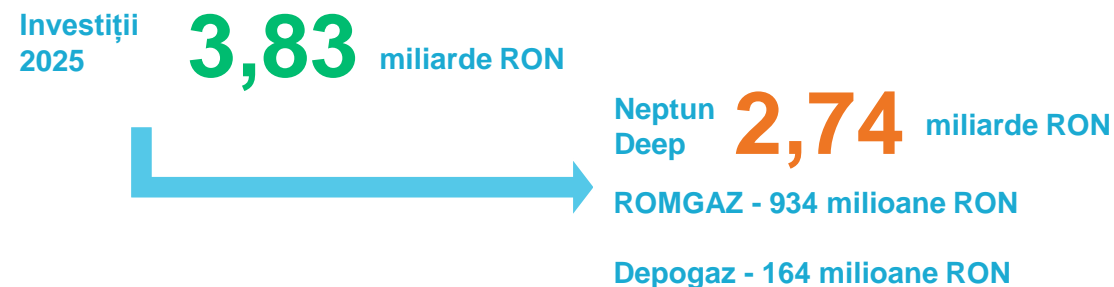 Investiții
2025
3,83 miliarde RON
Neptun
Deep
2,74 miliarde RON
ROMGAZ - 934 milioane RON
Depogaz - 164 milioane RON